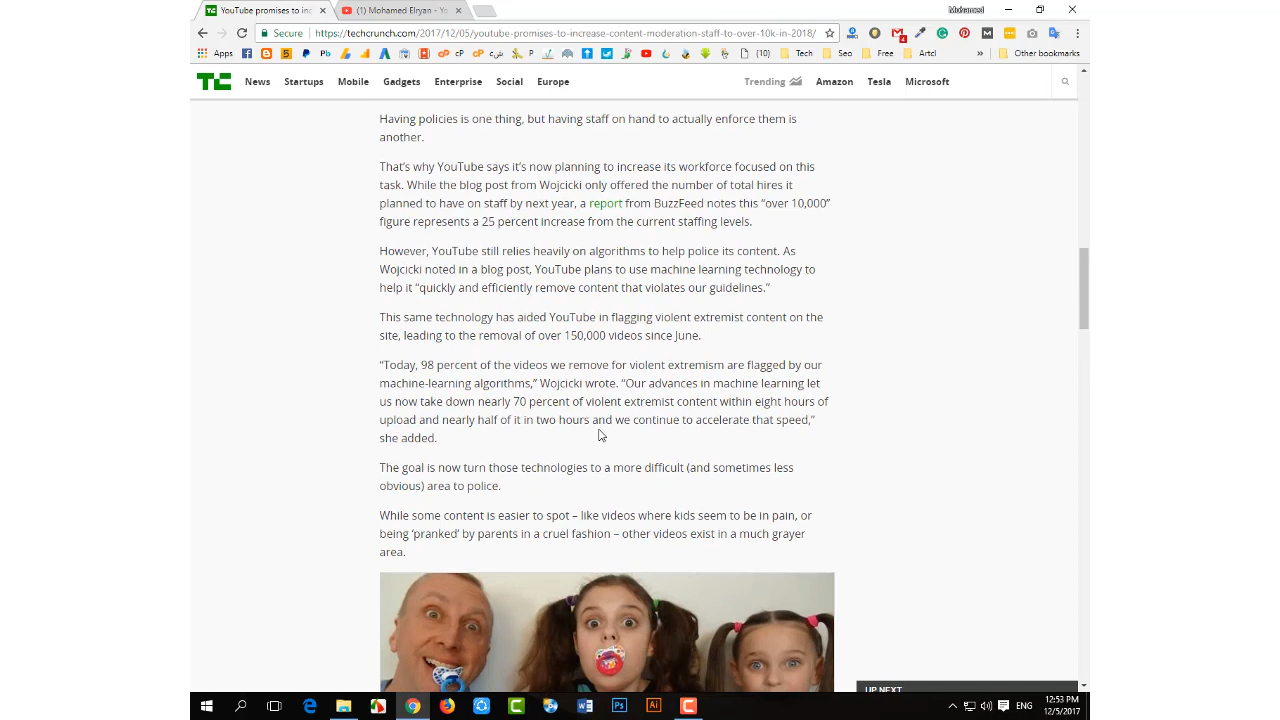 YouTube promises to inc
(1) Mohamed Elryan - Yo
Mohamed
Secure
https://techcrunch.com/2017/12/05/youtube-promises-to-increase-content-moderation-staff-to-over-10k-in-2018/
Apps
Pb
cP
cP
P
(10)
Tech
Seo
Free
Artcl
»
Other bookmarks
News
Startups
Mobile
Gadgets
Enterprise
Social
Europe
Trending
Amazon
Tesla
Microsoft
Having policies is one thing, but having staff on hand to actually enforce them is
another.
That's why YouTube says it's now planning to increase its workforce focused on this
task. While the blog post from Wojcicki only offered the number of total hires it
planned to have on staff by next year, a report from BuzzFeed notes this “over 10,000”
figure represents a 25 percent increase from the current staffing levels.
However, YouTube still relies heavily on algorithms to help police its content. As
Wojcicki noted in a blog post, YouTube plans to use machine learning technology to
help it “quickly and efficiently remove content that violates our guidelines.”
This same technology has aided YouTube in flagging violent extremist content on the
site, leading to the removal of over 150,000 videos since June.
“Today, 98 percent of the videos we remove for violent extremism are flagged by our
machine-learning algorithms,” Wojcicki wrote. “Our advances in machine learning let
us now take down nearly 70 percent of violent extremist content within eight hours of
upload and nearly half of it in two hours and we continue to accelerate that speed,”
she added.
The goal is now turn those technologies to a more difficult (and sometimes less
obvious) area to police.
While some content is easier to spot – like videos where kids seem to be in pain, or
being ‘pranked’ by parents in a cruel fashion – other videos exist in a much grayer
area.
UP NEXT
Ps
Ai
ENG
12:53 PM
12/5/2017